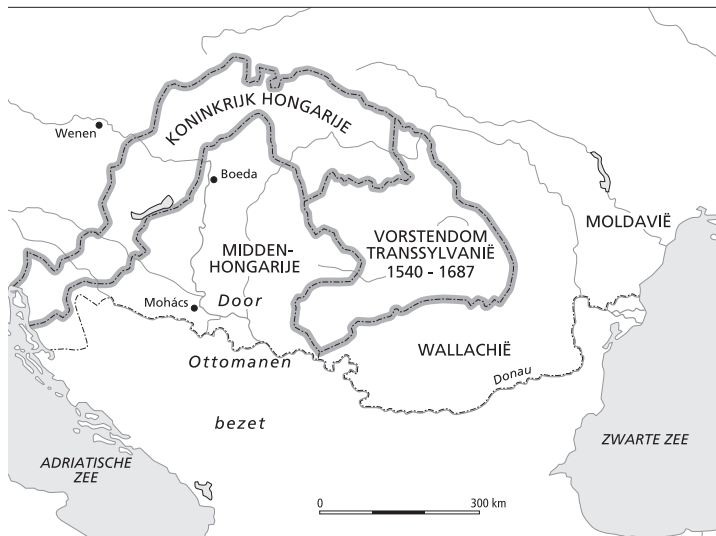 KONINKRIJK HONGARIJE
Wenen
Boeda
MOLDAVIË
MIDDEN-
HONGARIJE
VORSTENDOM
TRANSSYLVANIË
1540 - 1687
Mohács
Door
WALLACHIË
Ottomanen
Donau
bezet
ADRIATISCHE
ZEE
ZWARTE ZEE
0 300 km